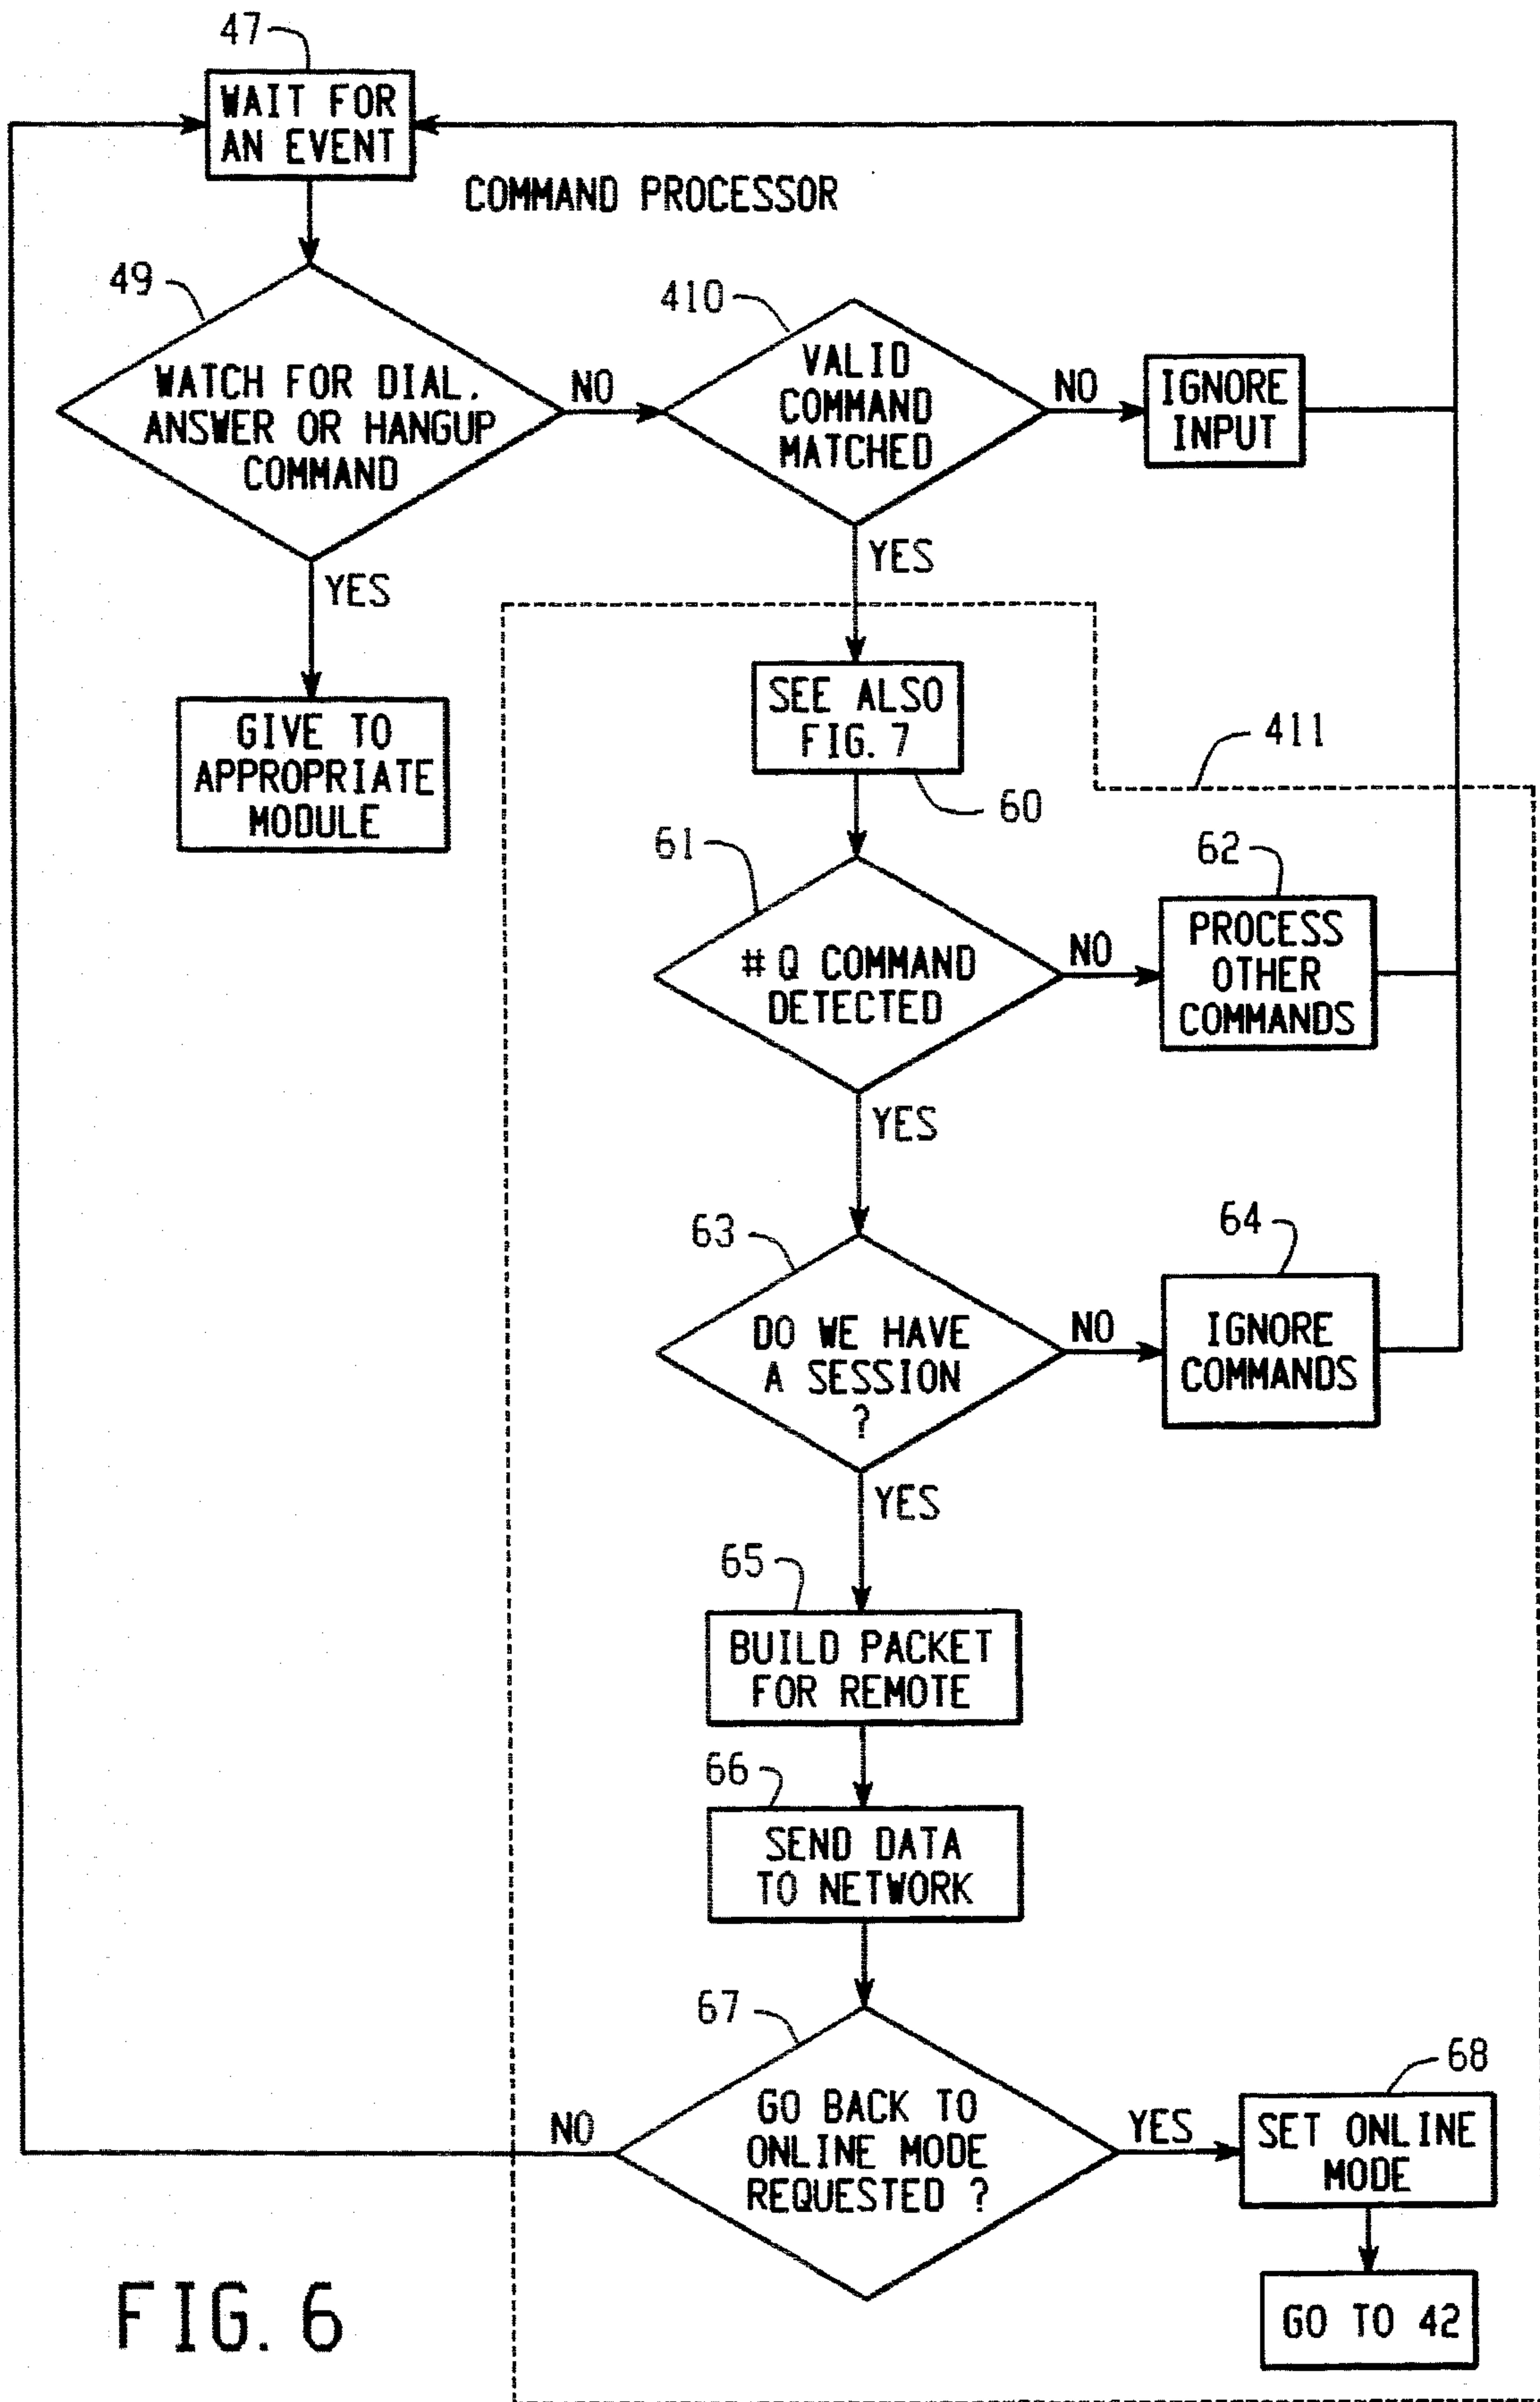 47
WAIT FOR
AN EVENT
COMMAND PROCESSOR
49
WATCH FOR DIAL.
ANSWER OR HANGUP
COMMAND
NO
410
VALID
COMMAND
MATCHED
NO
IGNORE
INPUT
YES
YES
GIVE TO
APPROPRIATE
MODULE
SEE ALSO
FIG. 7
60
411
61
# Q COMMAND
DETECTED
NO
62
PROCESS
OTHER
COMMANDS
YES
63
DO WE HAVE
A SESSION
?
NO
64
IGNORE
COMMANDS
YES
65
BUILD PACKET
FOR REMOTE
66
SEND DATA
TO NETWORK
67
GO BACK TO
ONLINE MODE
REQUESTED ?
NO
YES
68
SET ONLINE
MODE
GO TO 42
FIG. 6